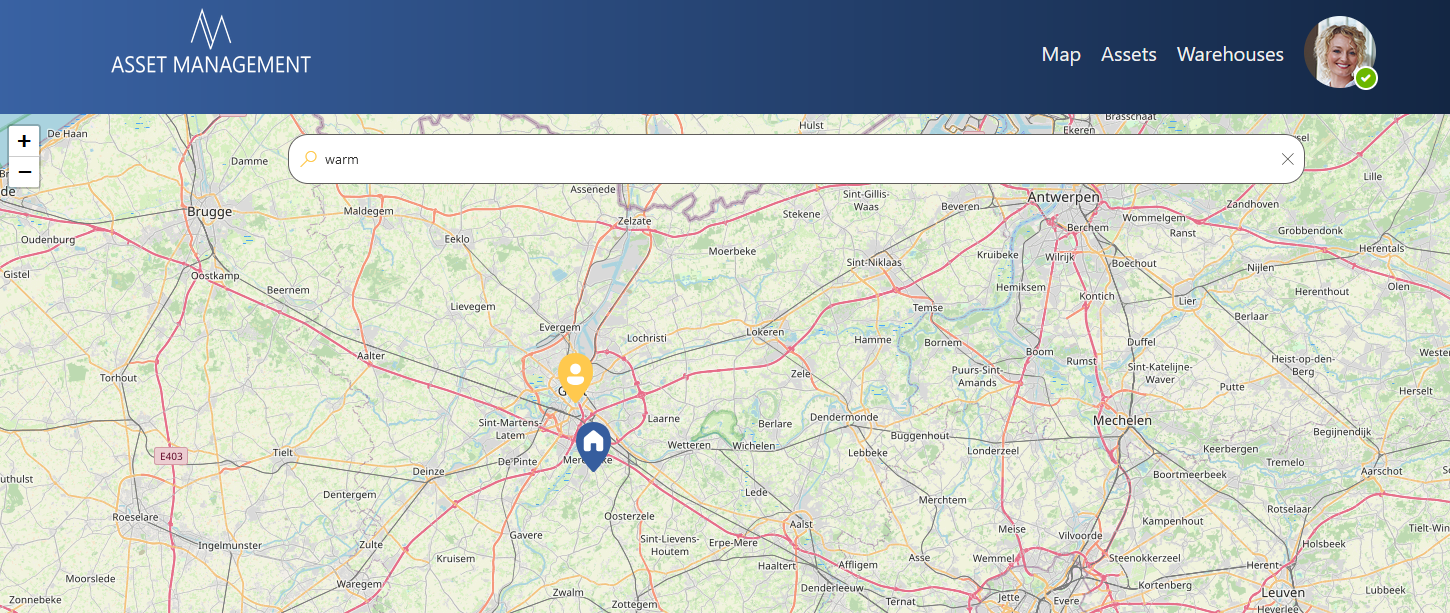 ASSET MANAGEMENT
Map Assets Warehouses
+
−
warm
De Haan
Hulst
Brasschaat
Ekeren
Damme
Lille
Assenede
Brugge
Maldegem
Zelzate
Stekene
Sint-Gillis-
Waas
Beveren
Antwerpen
Zandhoven
Wommelgem
Oudenburg
Eeklo
Moerbeke
Berchem
Ranst
Grobbendonk
Herentals
Gistel
Oostkamp
Sint-Niklaas
Kruibeke
Wilrijk
Boechout
Nijlen
Beernem
Lievegem
Temse
Hemiksem
Kontich
Lier
Herenthout
Olen
Evergem
Lochristi
Lokeren
Hamme
Bornem
Duffel
Berlaar
Aalter
Boom
Rumst
Heist-op-den-
Berg
Torhout
Zele
Puurs-Sint-
Amands
Sint-Katelijne-
Waver
Putte
Herselt
Sint-Martens-
Latem
Laarne
Berlare
Dendermonde
Mechelen
Wetteren
Wichelen
Buggenhout
Begijnendijk
E403
Tielt
Deinze
De Pinte
Lebbeke
Londerzeel
Keerbergen
Tremelo
Aarschot
Boortmeerbeek
Dentergem
Lede
Merchtem
Roeselare
Oosterzele
Aalst
Meise
Kampenhout
Rotselaar
Tielt-Win
Ingelmunster
Zulte
Gavere
Sint-Lievens-
Houtem
Erpe-Mere
Vilvoorde
Holsbeek
Kruisem
Haaltert
Affligem
Asse
Wemmel
Steenokkerzeel
Herent
Moorslede
Waregem
Zwalm
Denderleeuw
Kortenberg
Leuven
Lubbeek
Zonnebeke
Zottegem
Ternat
Jette
Evere
Heverlee